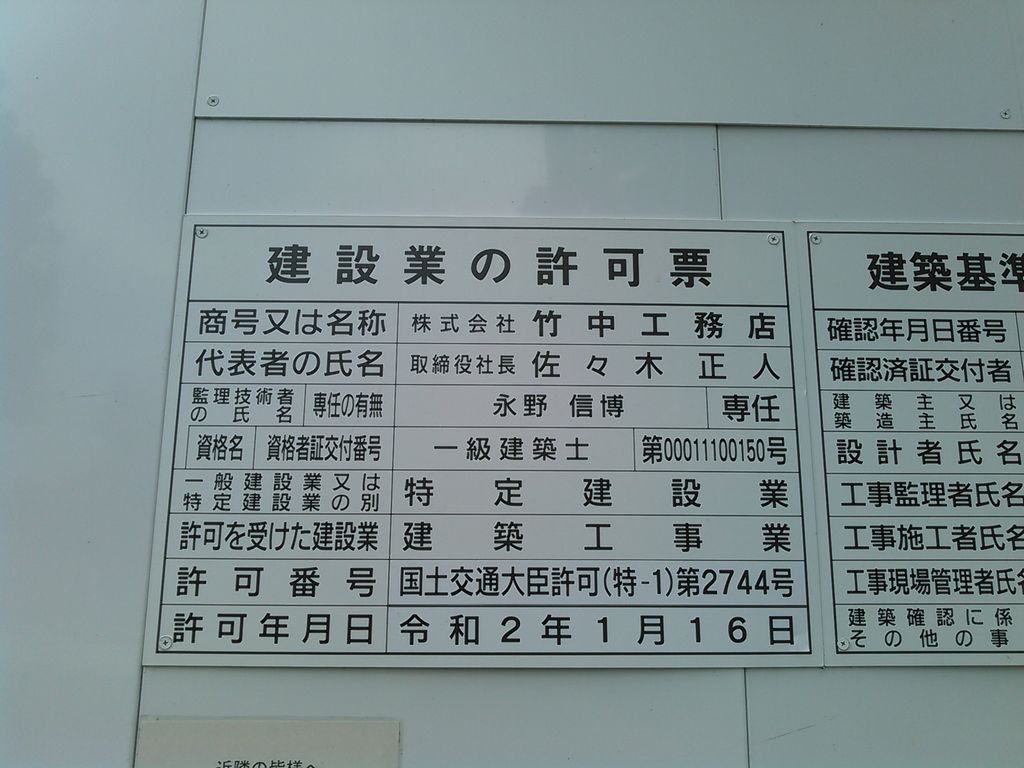 建設業の許可票
商号又は名称 株式会社 竹中工務店
代表者の氏名 取締役社長 佐々木正人
監理技術者の氏名 専任の有無 永野 信博 専任
資格名 資格者証交付番号 一級建築士 第00011100150号
一般建設業又は特定建設業の別 特定建設業
許可を受けた建設業 建築工事業
許可番号 国土交通大臣許可(特-1)第2744号
許可年月日 令和2年1月16日
建築基準
確認年月日番号
確認済証交付者
建築主又は
築造主氏名
設計者氏名
工事監理者氏名
工事施工者氏名
工事現場管理者氏名
建築確認に係
その他の事
近隣の皆様へ